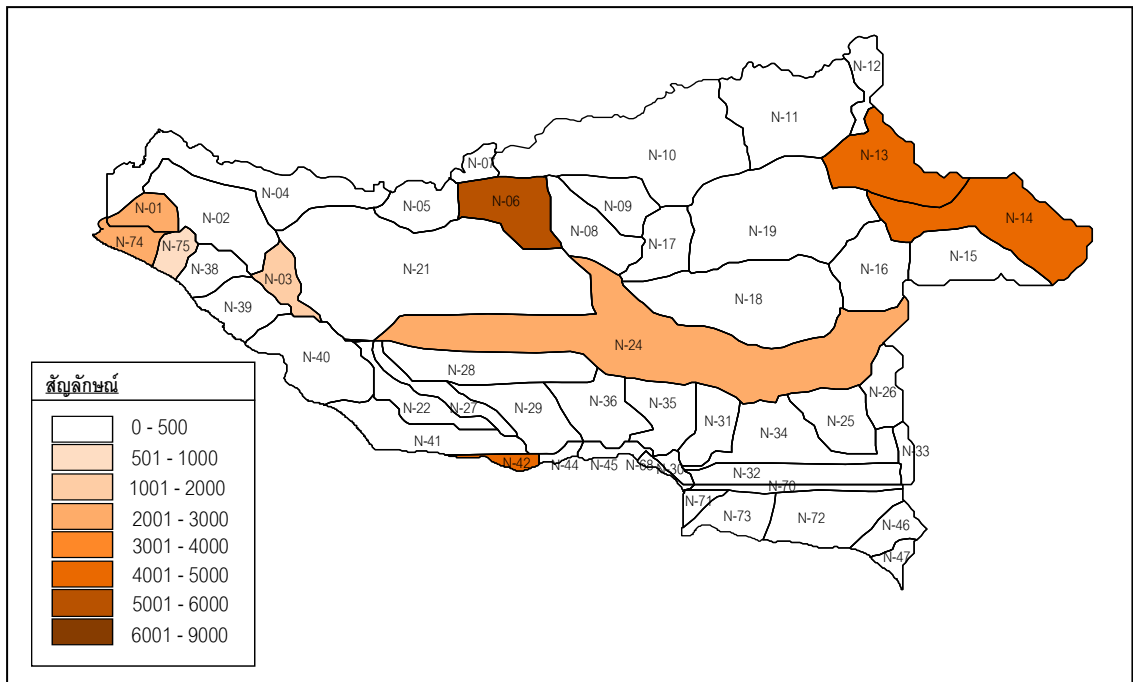 N-12
N-11
N-13
N-10
N-07
N-04
N-01
N-02
N-05
N-06
N-09
N-08
N-17
N-19
N-14
N-74
N-75
N-38
N-03
N-21
N-16
N-15
N-39
N-18
N-40
N-24
N-28
N-26
N-22
N-27
N-29
N-36
N-35
N-31
N-34
N-25
N-41
N-42
N-44
N-45
N-68
N-30
N-32
N-33
N-70
N-71
N-73
N-72
N-46
N-47
สัญลักษณ์
0 - 500
501 - 1000
1001 - 2000
2001 - 3000
3001 - 4000
4001 - 5000
5001 - 6000
6001 - 9000